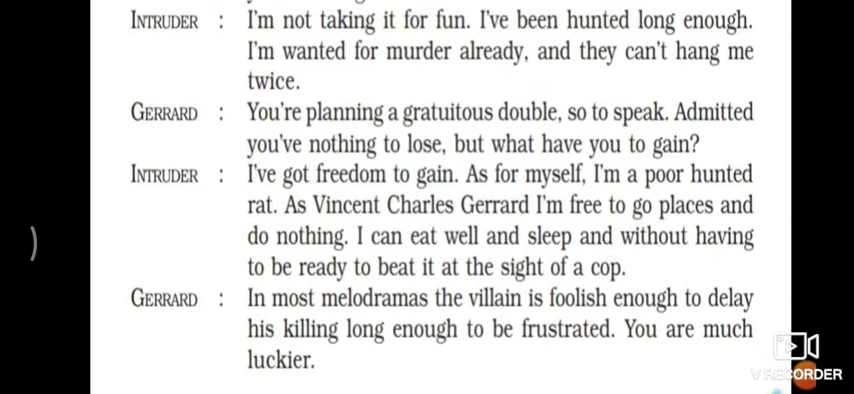 INTRUDER : I'm not taking it for fun. I've been hunted long enough.
I'm wanted for murder already, and they can't hang me
twice.
GERRARD : You're planning a gratuitous double, so to speak. Admitted
you've nothing to lose, but what have you to gain?
INTRUDER : I've got freedom to gain. As for myself, I'm a poor hunted
rat. As Vincent Charles Gerrard I'm free to go places and
do nothing. I can eat well and sleep and without having
to be ready to beat it at the sight of a cop.
GERRARD : In most melodramas the villain is foolish enough to delay
his killing long enough to be frustrated. You are much
luckier.
V RECORDER